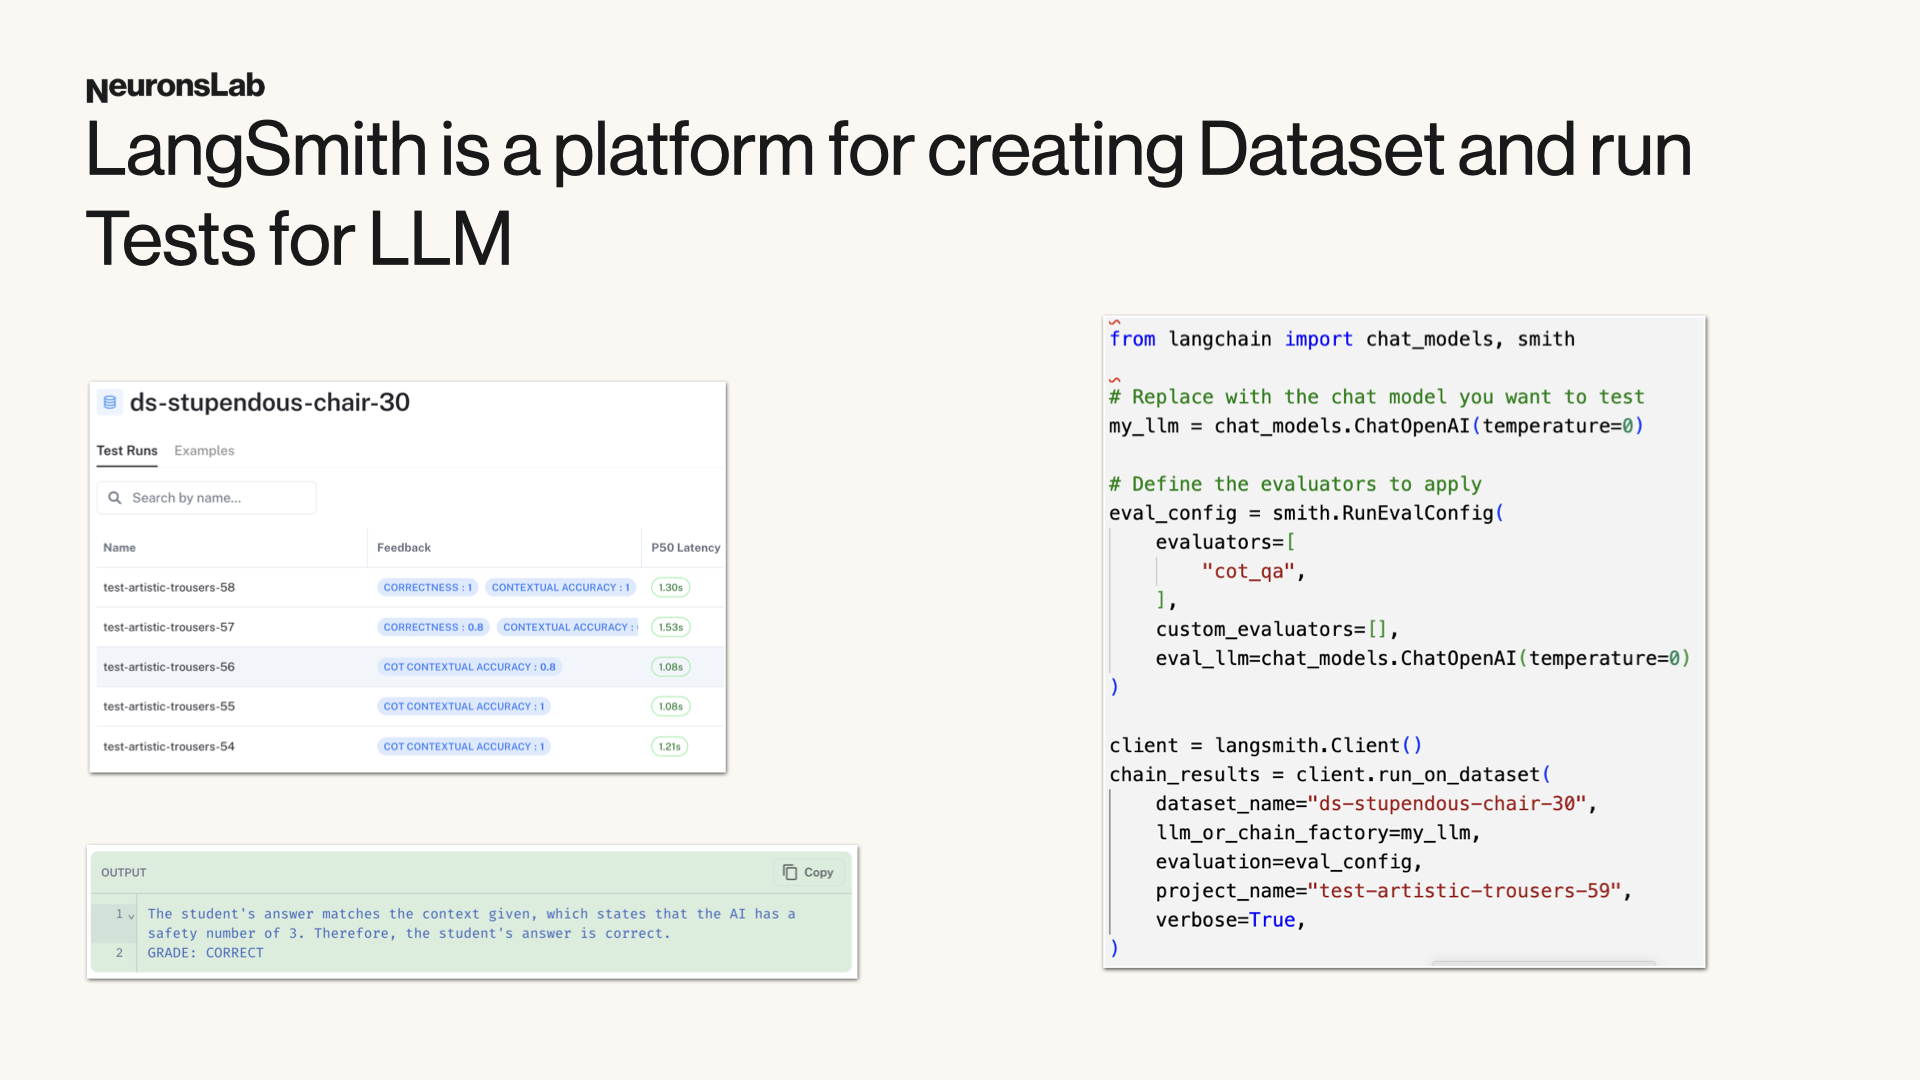 NeuronsLab
LangSmith is a platform for creating Dataset and run
Tests for LLM
ds-stupendous-chair-30
Test Runs Examples
Search by name...
Name Feedback P50 Latency
test-artistic-trousers-58 CORRECTNESS : 1 CONTEXTUAL ACCURACY : 1 1.30s
test-artistic-trousers-57 CORRECTNESS : 0.8 CONTEXTUAL ACCURACY : 1.53s
test-artistic-trousers-56 COT CONTEXTUAL ACCURACY : 0.8 1.08s
test-artistic-trousers-55 COT CONTEXTUAL ACCURACY : 1 1.08s
test-artistic-trousers-54 COT CONTEXTUAL ACCURACY : 1 1.21s
OUTPUT Copy
1 The student's answer matches the context given, which states that the AI has a
safety number of 3. Therefore, the student's answer is correct.
2 GRADE: CORRECT
from langchain import chat_models, smith
# Replace with the chat model you want to test
my_llm = chat_models.ChatOpenAI(temperature=0)
# Define the evaluators to apply
eval_config = smith.RunEvalConfig(
    evaluators=[
        "cot_qa",
    ],
    custom_evaluators=[],
    eval_llm=chat_models.ChatOpenAI(temperature=0)
)
client = langsmith.Client()
chain_results = client.run_on_dataset(
    dataset_name="ds-stupendous-chair-30",
    llm_or_chain_factory=my_llm,
    evaluation=eval_config,
    project_name="test-artistic-trousers-59",
    verbose=True,
)